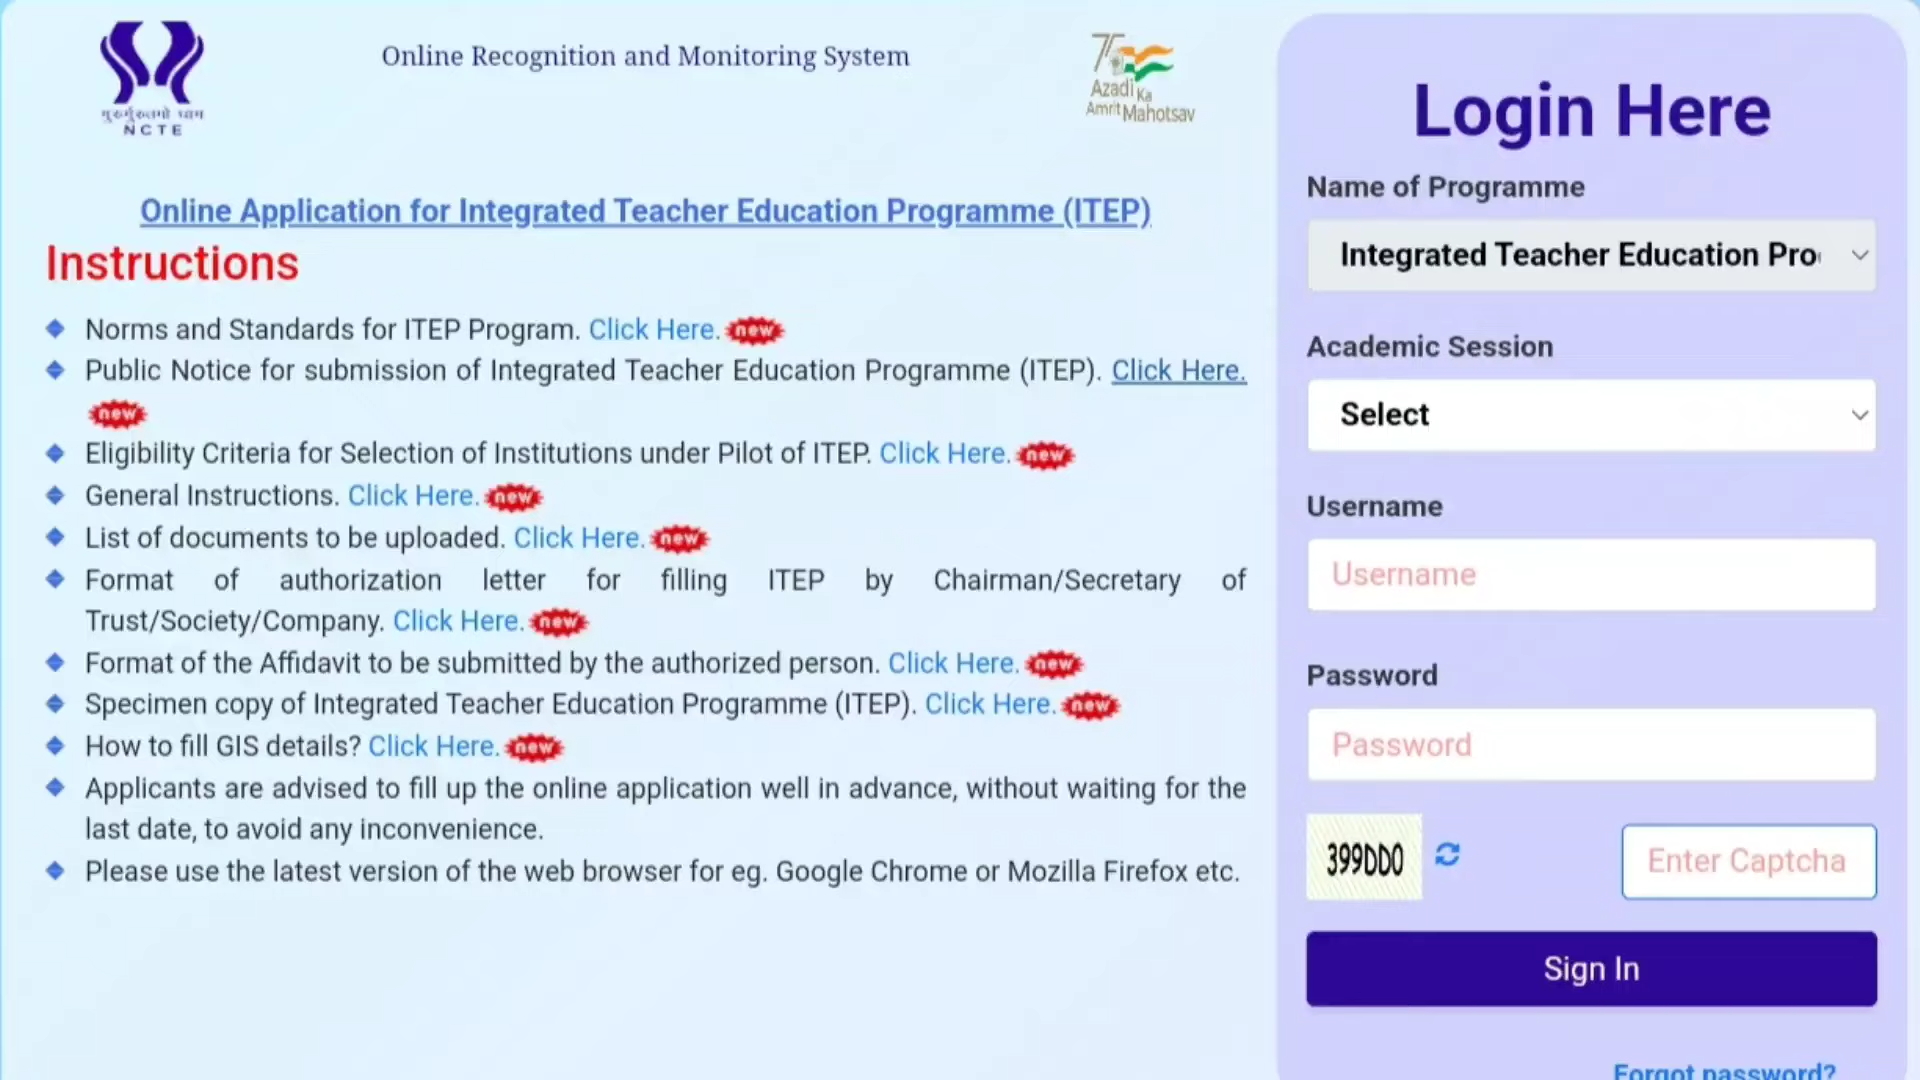 Online Recognition and Monitoring System
NCTE
75
Azadi Ka
Amrit Mahotsav
Online Application for Integrated Teacher Education Programme (ITEP)
Instructions
Norms and Standards for ITEP Program. Click Here. new
Public Notice for submission of Integrated Teacher Education Programme (ITEP). Click Here.
new
Eligibility Criteria for Selection of Institutions under Pilot of ITEP. Click Here. new
General Instructions. Click Here. new
List of documents to be uploaded. Click Here. new
Format of authorization letter for filling ITEP by Chairman/Secretary of
Trust/Society/Company. Click Here. new
Format of the Affidavit to be submitted by the authorized person. Click Here. new
Specimen copy of Integrated Teacher Education Programme (ITEP). Click Here. new
How to fill GIS details? Click Here. new
Applicants are advised to fill up the online application well in advance, without waiting for the
last date, to avoid any inconvenience.
Please use the latest version of the web browser for eg. Google Chrome or Mozilla Firefox etc.
Login Here
Name of Programme
Integrated Teacher Education Pro
Academic Session
Select
Username
Username
Password
Password
399DD0
Enter Captcha
Sign In
Forgot password?